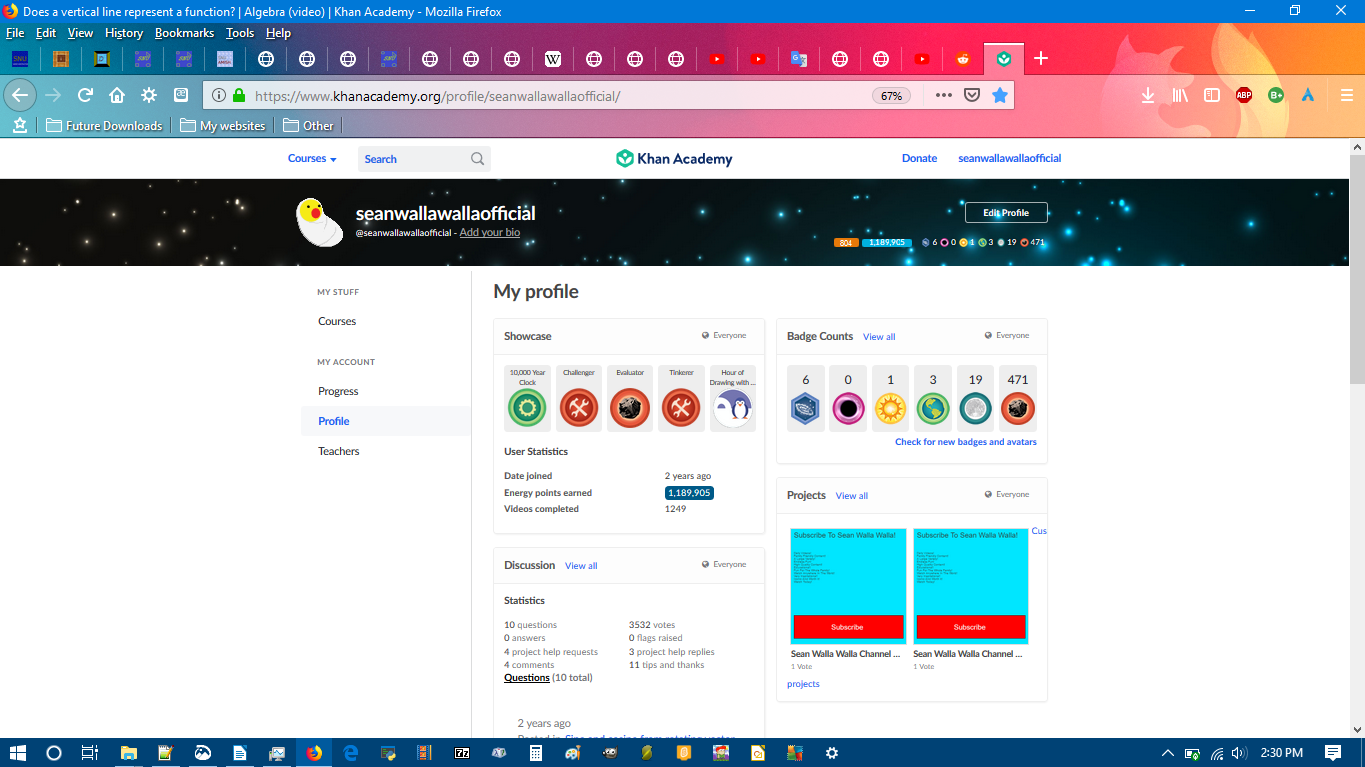 Does a vertical line represent a function? | Algebra (video) | Khan Academy - Mozilla Firefox
File Edit View History Bookmarks Tools Help
https://www.khanacademy.org/profile/seanwallawallaofficial/ 67%
Future Downloads My websites Other
Courses Search Khan Academy Donate seanwallawallaofficial
seanwallawallaofficial Edit Profile
@seanwallawallaofficial - Add your bio
804 1,189,905 6 0 1 3 19 471
MY STUFF
Courses
MY ACCOUNT
Progress
Profile
Teachers
My profile
Showcase Everyone
10,000 Year Clock Challenger Evaluator Tinkerer Hour of Drawing with ...
User Statistics
Date joined 2 years ago
Energy points earned 1,189,905
Videos completed 1249
Badge Counts View all Everyone
6 0 1 3 19 471
Check for new badges and avatars
Discussion View all Everyone
Statistics
10 questions 3532 votes
0 answers 0 flags raised
4 project help requests 3 project help replies
4 comments 11 tips and thanks
Questions (10 total)
2 years ago
Posted in Sine and cosine from rotating vector
Projects View all Everyone
Subscribe To Sean Walla Walla! Subscribe To Sean Walla Walla! Cus
Subscribe Subscribe
Sean Walla Walla Channel ... Sean Walla Walla Channel ...
1 Vote 1 Vote
projects
2:30 PM